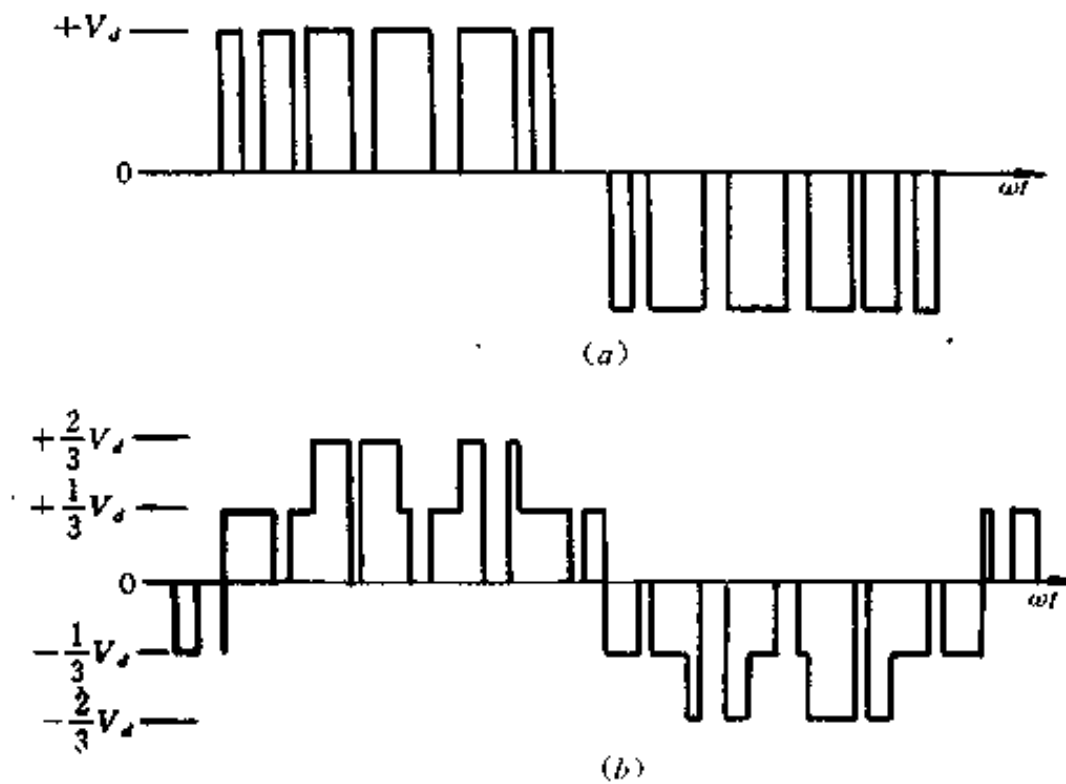 +V_d
0
ωt
(a)
+2/3 V_d
+1/3 V_d
0
ωt
-1/3 V_d
-2/3 V_d
(b)